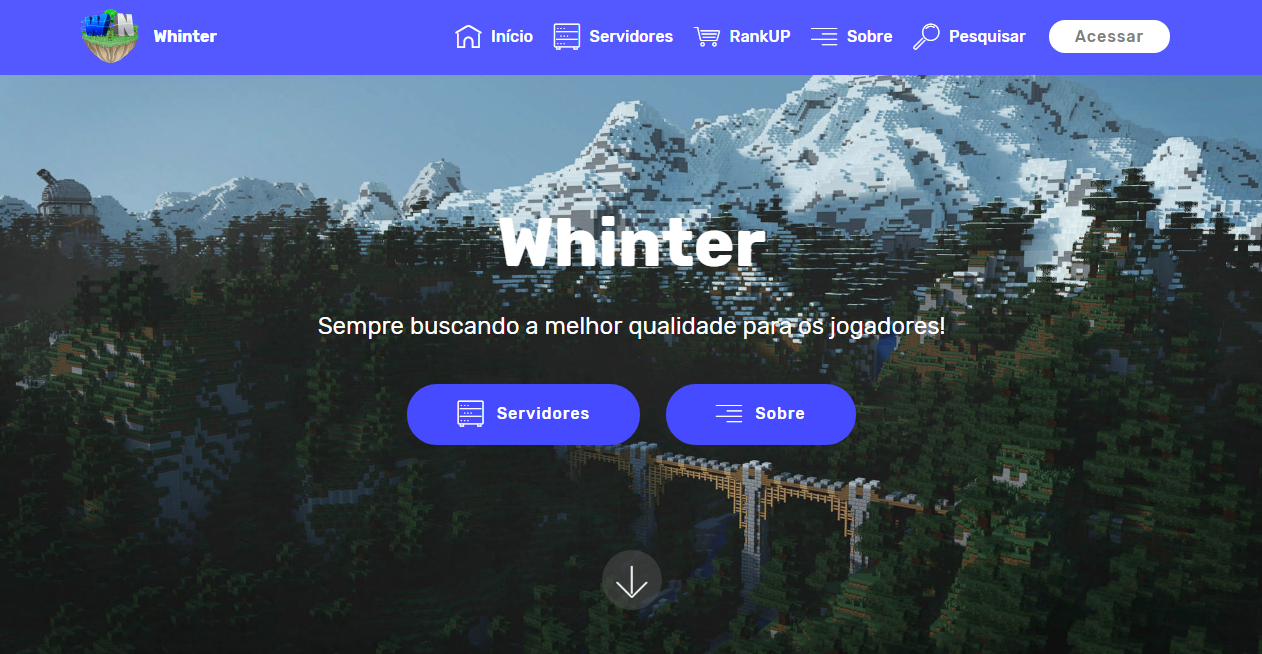 WN
Whinter
Início
Servidores
RankUP
Sobre
Pesquisar
Acessar
Whinter
Sempre buscando a melhor qualidade para os jogadores!
Servidores
Sobre